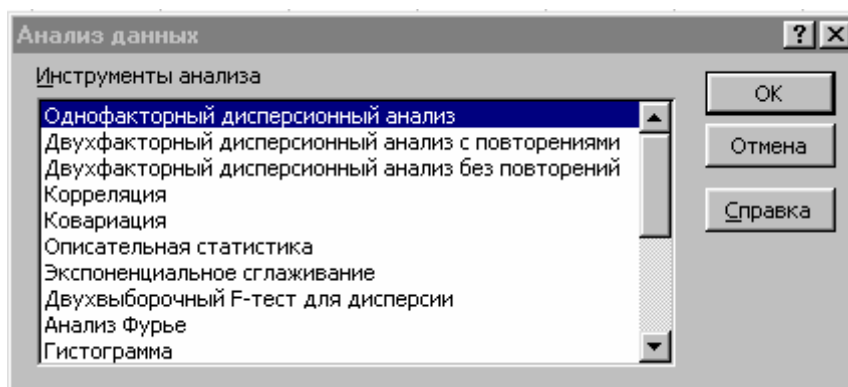 Анализ данных
Инструменты анализа
Однофакторный дисперсионный анализ
Двухфакторный дисперсионный анализ с повторениями
Двухфакторный дисперсионный анализ без повторений
Корреляция
Ковариация
Описательная статистика
Экспоненциальное сглаживание
Двухвыборочный F-тест для дисперсии
Анализ Фурье
Гистограмма
OK
Отмена
Справка